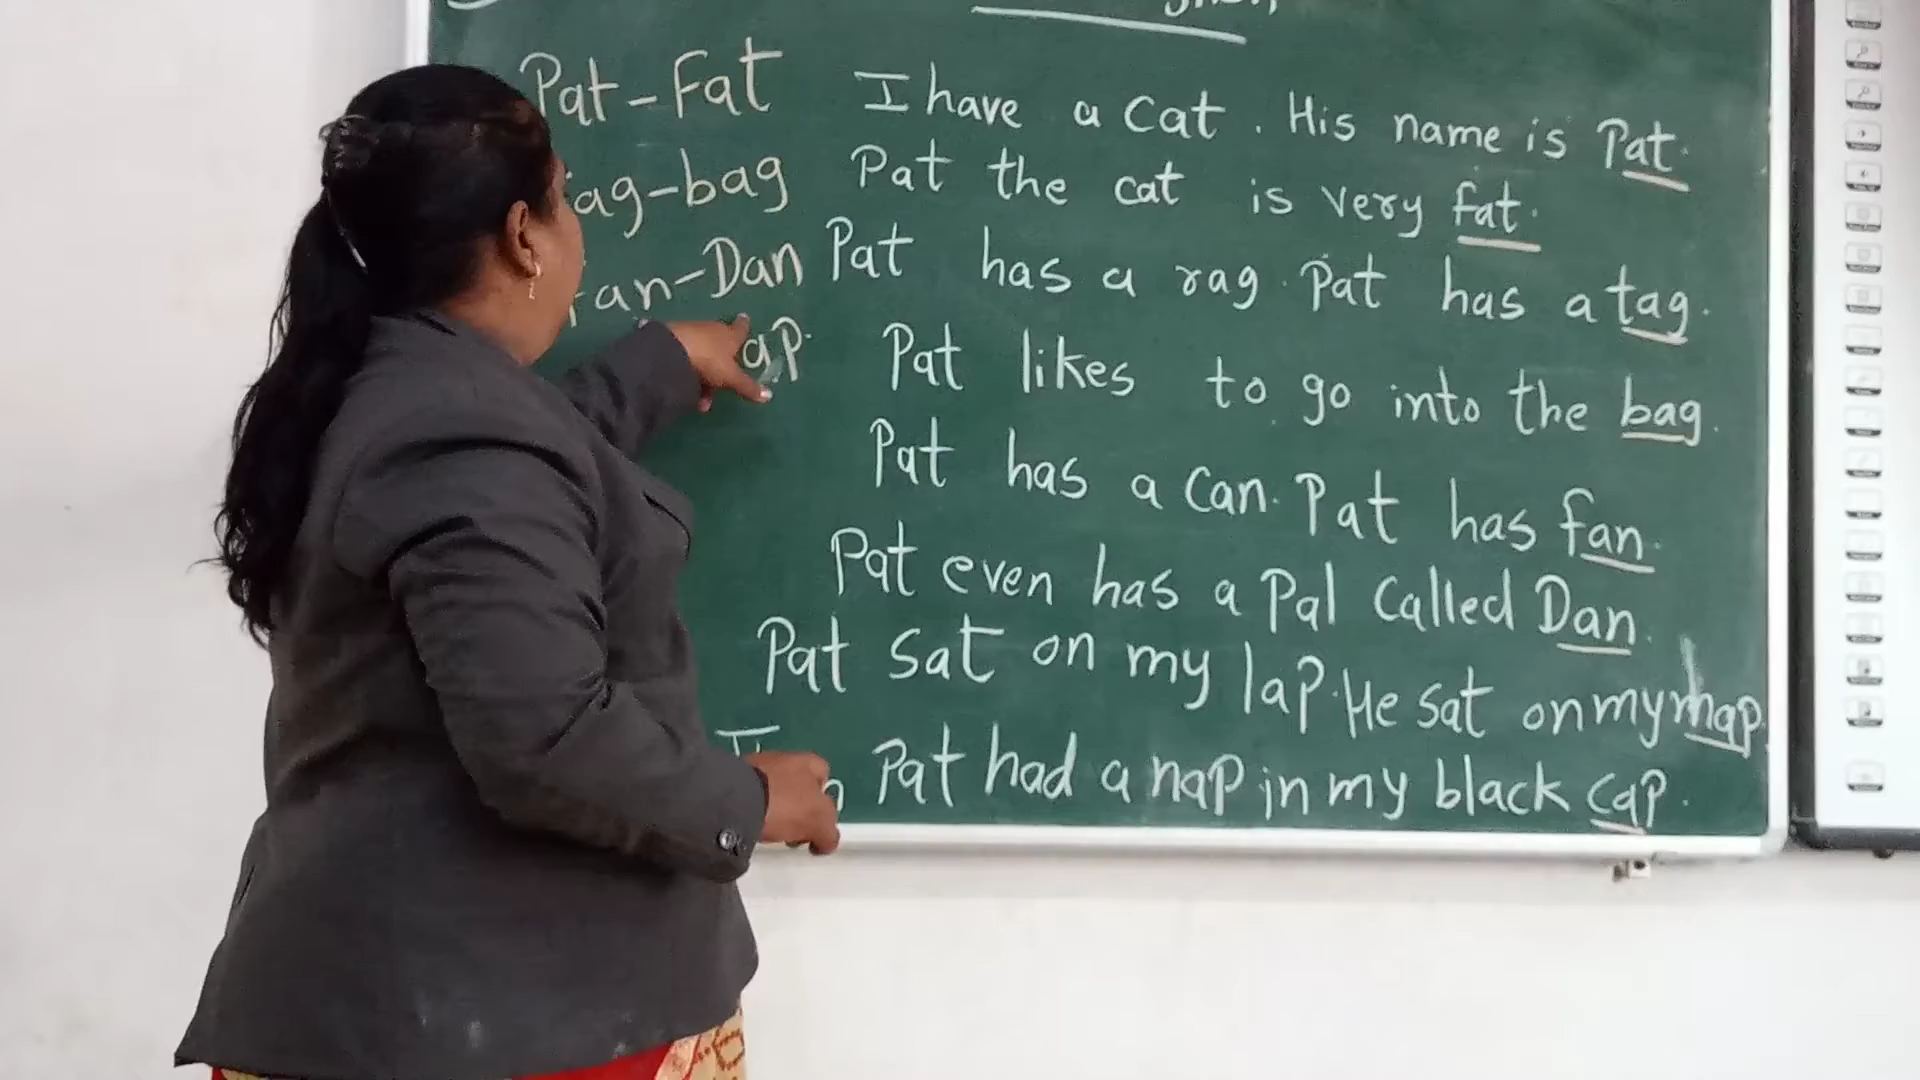 Pat-Fat
ag-bag
an-Dan
ap.
I have a cat. His name is Pat.
Pat the cat is very fat.
Pat has a rag. Pat has a tag.
Pat likes to go into the bag.
Pat has a can. Pat has fan.
Pat even has a Pal called Dan.
Pat sat on my lap. He sat on my map.
Pat had a nap in my black cap.